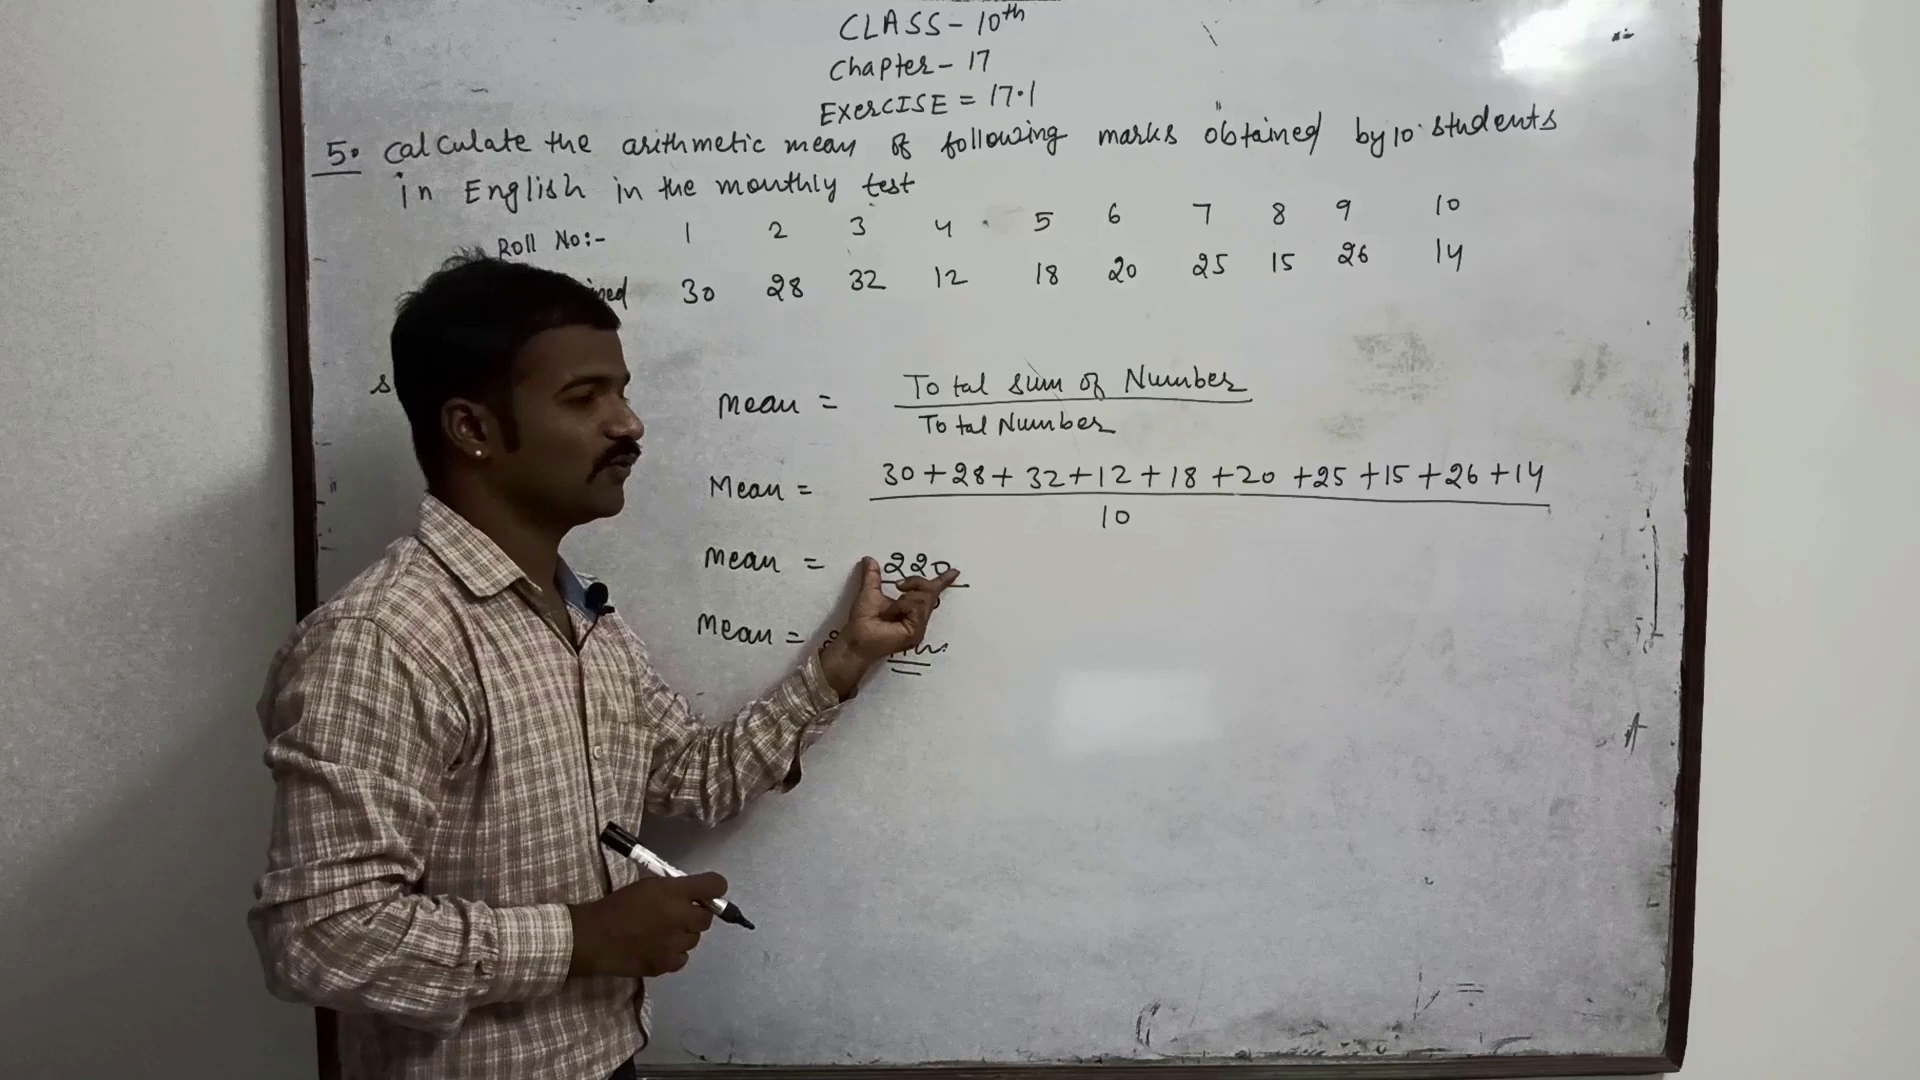 CLASS - 10th
Chapter - 17
EXERCISE = 17.1
5. Calculate the arithmetic mean of following marks obtained by 10 students
in English in the monthly test
Roll No:- 1 2 3 4 5 6 7 8 9 10
30 28 32 12 18 20 25 15 26 14
mean = Total sum of Number
Total Number
Mean = 30+28+32+12+18+20+25+15+26+14
10
mean = 220
Mean =